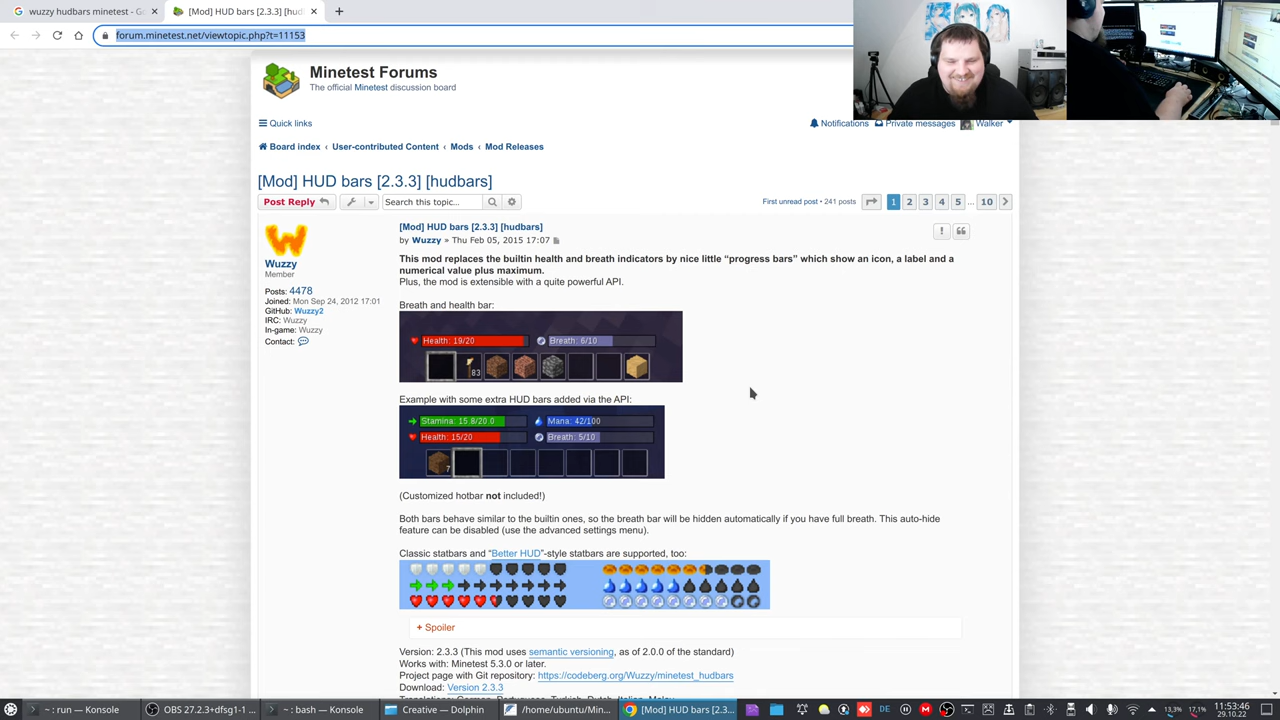 wuzzy hudbars minetest - Go
[Mod] HUD bars [2.3.3] [hud
forum.minetest.net/viewtopic.php?t=11153
Minetest Forums
The official Minetest discussion board
Quick links
Notifications Private messages Walker
Board index ‹ User-contributed Content ‹ Mods ‹ Mod Releases
[Mod] HUD bars [2.3.3] [hudbars]
Post Reply Search this topic… First unread post • 241 posts 1 2 3 4 5 … 10
[Mod] HUD bars [2.3.3] [hudbars]
by Wuzzy » Thu Feb 05, 2015 17:07
Wuzzy
Member
Posts: 4478
Joined: Mon Sep 24, 2012 17:01
GitHub: Wuzzy2
IRC: Wuzzy
In-game: Wuzzy
Contact:
This mod replaces the builtin health and breath indicators by nice little “progress bars” which show an icon, a label and a
numerical value plus maximum.
Plus, the mod is extensible with a quite powerful API.
Breath and health bar:
Health: 19/20 Breath: 6/10
83
Example with some extra HUD bars added via the API:
Stamina: 15.8/20.0 Mana: 42/100
Health: 15/20 Breath: 5/10
7
(Customized hotbar not included!)
Both bars behave similar to the builtin ones, so the breath bar will be hidden automatically if you have full breath. This auto-hide
feature can be disabled (use the advanced settings menu).
Classic statbars and “Better HUD”-style statbars are supported, too:
+ Spoiler
Version: 2.3.3 (This mod uses semantic versioning, as of 2.0.0 of the standard)
Works with: Minetest 5.3.0 or later.
Project page with Git repository: https://codeberg.org/Wuzzy/minetest_hudbars
Download: Version 2.3.3
~ : run — Konsole OBS 27.2.3+dfsg1-1 ... ~ : bash — Konsole Creative — Dolphin /home/ubuntu/Min... [Mod] HUD bars [2.3... DE 13,3% 17,1% 11:53:46
29.10.22